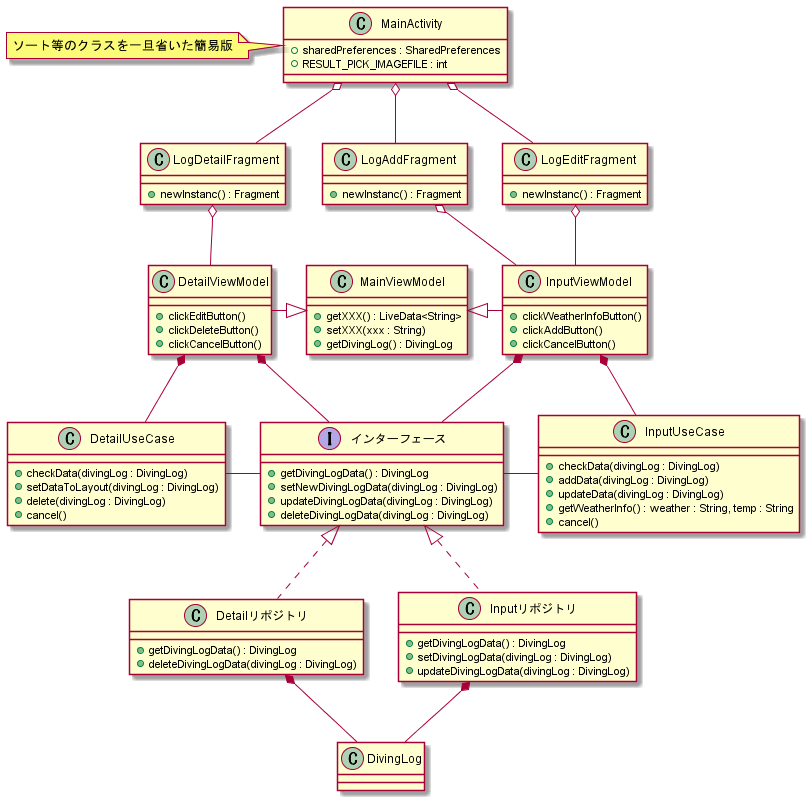 C MainActivity
ソート等のクラスを一旦省いた簡易版
sharedPreferences : SharedPreferences
RESULT_PICK_IMAGEFILE : int
C LogDetailFragment
newInstanc() : Fragment
C LogAddFragment
newInstanc() : Fragment
C LogEditFragment
newInstanc() : Fragment
C DetailViewModel
clickEditButton()
clickDeleteButton()
clickCancelButton()
C MainViewModel
getXXX() : LiveData<String>
setXXX(xxx : String)
getDivingLog() : DivingLog
C InputViewModel
clickWeatherInfoButton()
clickAddButton()
clickCancelButton()
C DetailUseCase
checkData(divingLog : DivingLog)
setDataToLayout(divingLog : DivingLog)
delete(divingLog : DivingLog)
cancel()
I インターフェース
getDivingLogData() : DivingLog
setNewDivingLogData(divingLog : DivingLog)
updateDivingLogData(divingLog : DivingLog)
deleteDivingLogData(divingLog : DivingLog)
C InputUseCase
checkData(divingLog : DivingLog)
addData(divingLog : DivingLog)
updateData(divingLog : DivingLog)
getWeatherInfo() : weather : String, temp : String
cancel()
C Detailリポジトリ
getDivingLogData() : DivingLog
deleteDivingLogData(divingLog : DivingLog)
C Inputリポジトリ
getDivingLogData() : DivingLog
setDivingLogData(divingLog : DivingLog)
updateDivingLogData(divingLog : DivingLog)
C DivingLog